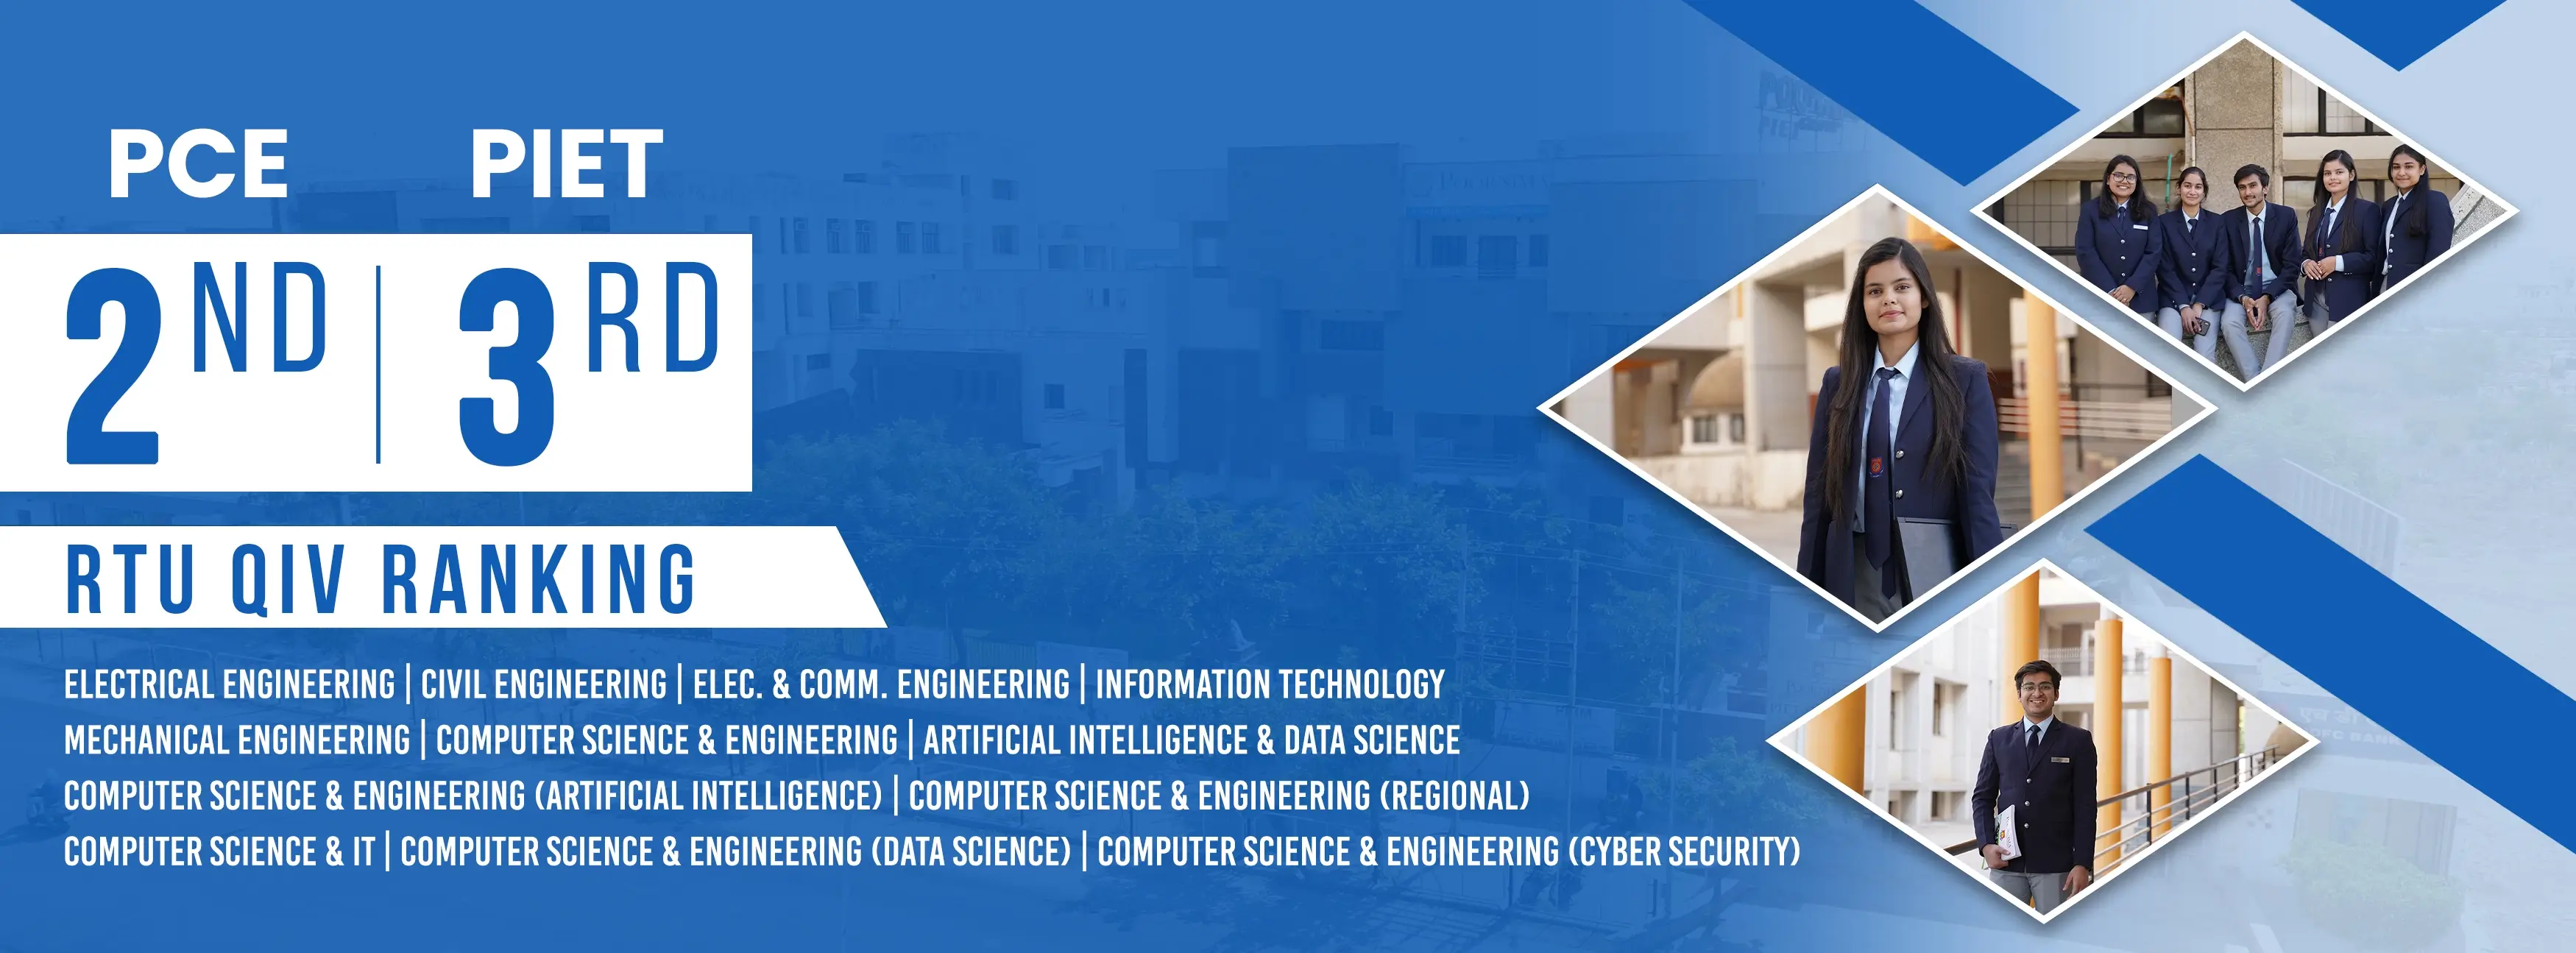 PCE PIET
2ND | 3RD
RTU QIV RANKING
ELECTRICAL ENGINEERING | CIVIL ENGINEERING | ELEC. & COMM. ENGINEERING | INFORMATION TECHNOLOGY
MECHANICAL ENGINEERING | COMPUTER SCIENCE & ENGINEERING | ARTIFICIAL INTELLIGENCE & DATA SCIENCE
COMPUTER SCIENCE & ENGINEERING (ARTIFICIAL INTELLIGENCE) | COMPUTER SCIENCE & ENGINEERING (REGIONAL)
COMPUTER SCIENCE & IT | COMPUTER SCIENCE & ENGINEERING (DATA SCIENCE) | COMPUTER SCIENCE & ENGINEERING (CYBER SECURITY)